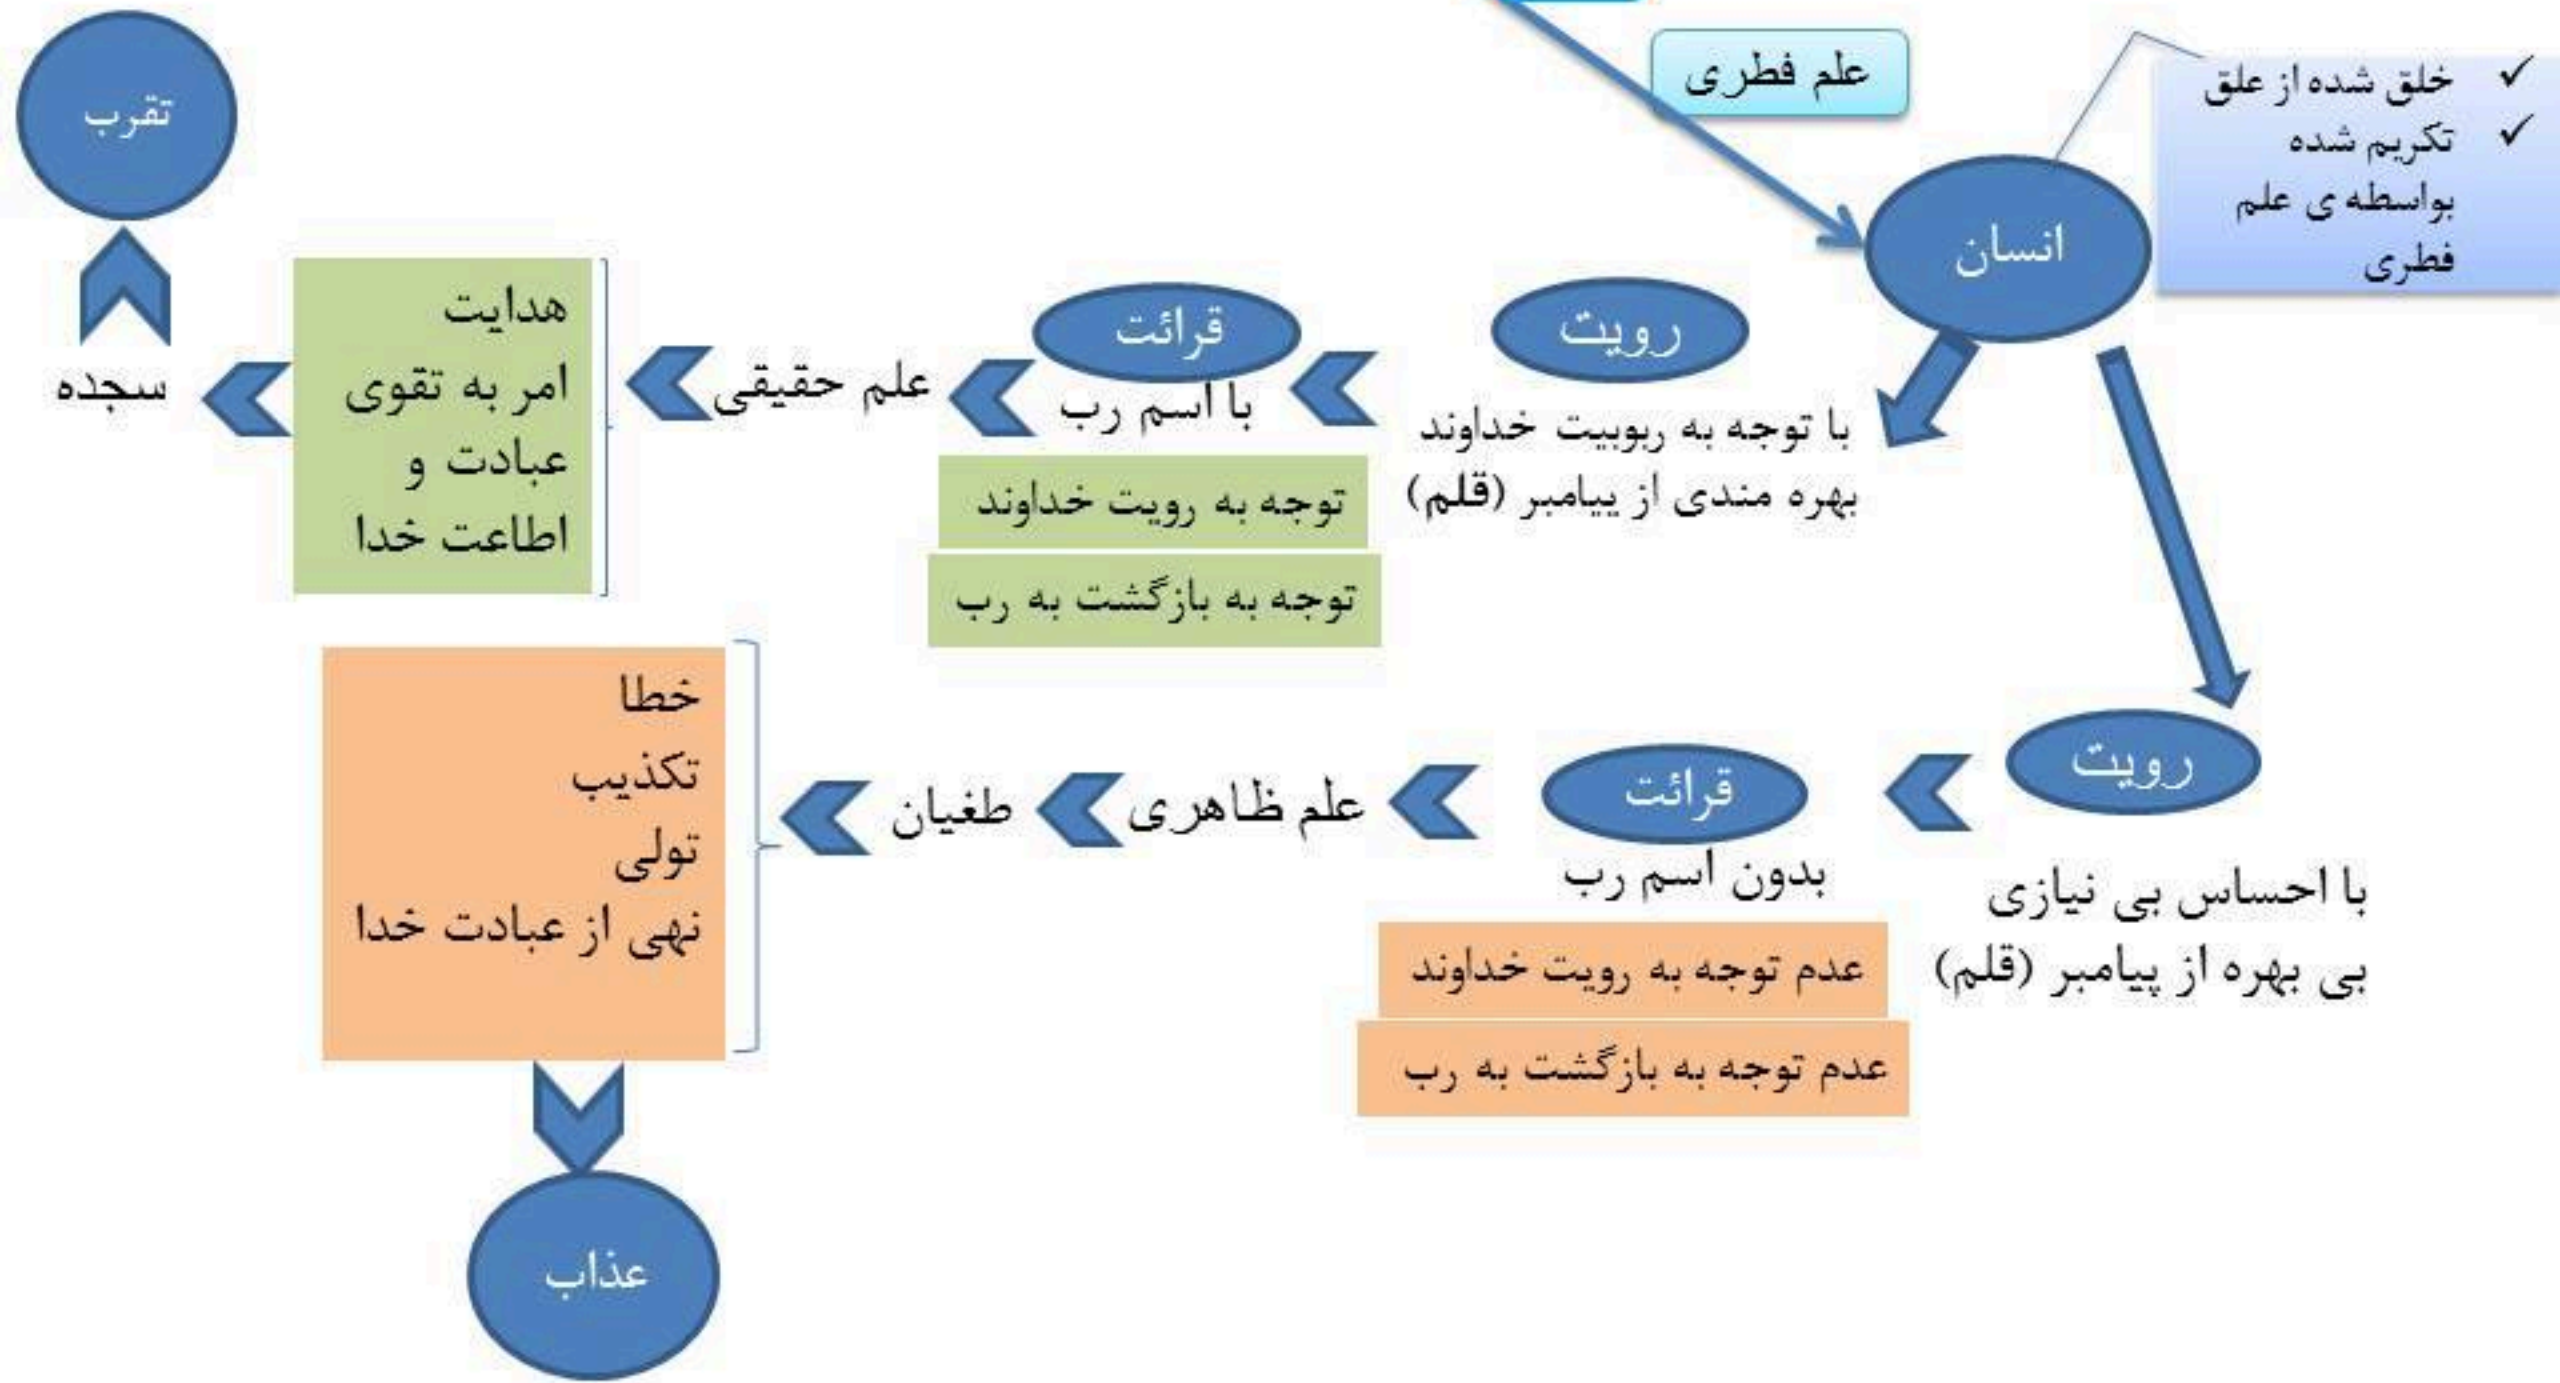 علم فطری
✓ خلق شده از علق
✓ تکریم شده
بواسطه ی علم
فطری
انسان
رویت
با توجه به ربوبیت خداوند
بهره مندی از پیامبر (قلم)
قرائت
با اسم رب
توجه به رویت خداوند
توجه به بازگشت به رب
علم حقیقی
هدایت
امر به تقوی
عبادت و
اطاعت خدا
سجده
تقرب
رویت
با احساس بی نیازی
بی بهره از پیامبر (قلم)
قرائت
بدون اسم رب
عدم توجه به رویت خداوند
عدم توجه به بازگشت به رب
علم ظاهری
طغیان
خطا
تکذیب
تولی
نهی از عبادت خدا
عذاب